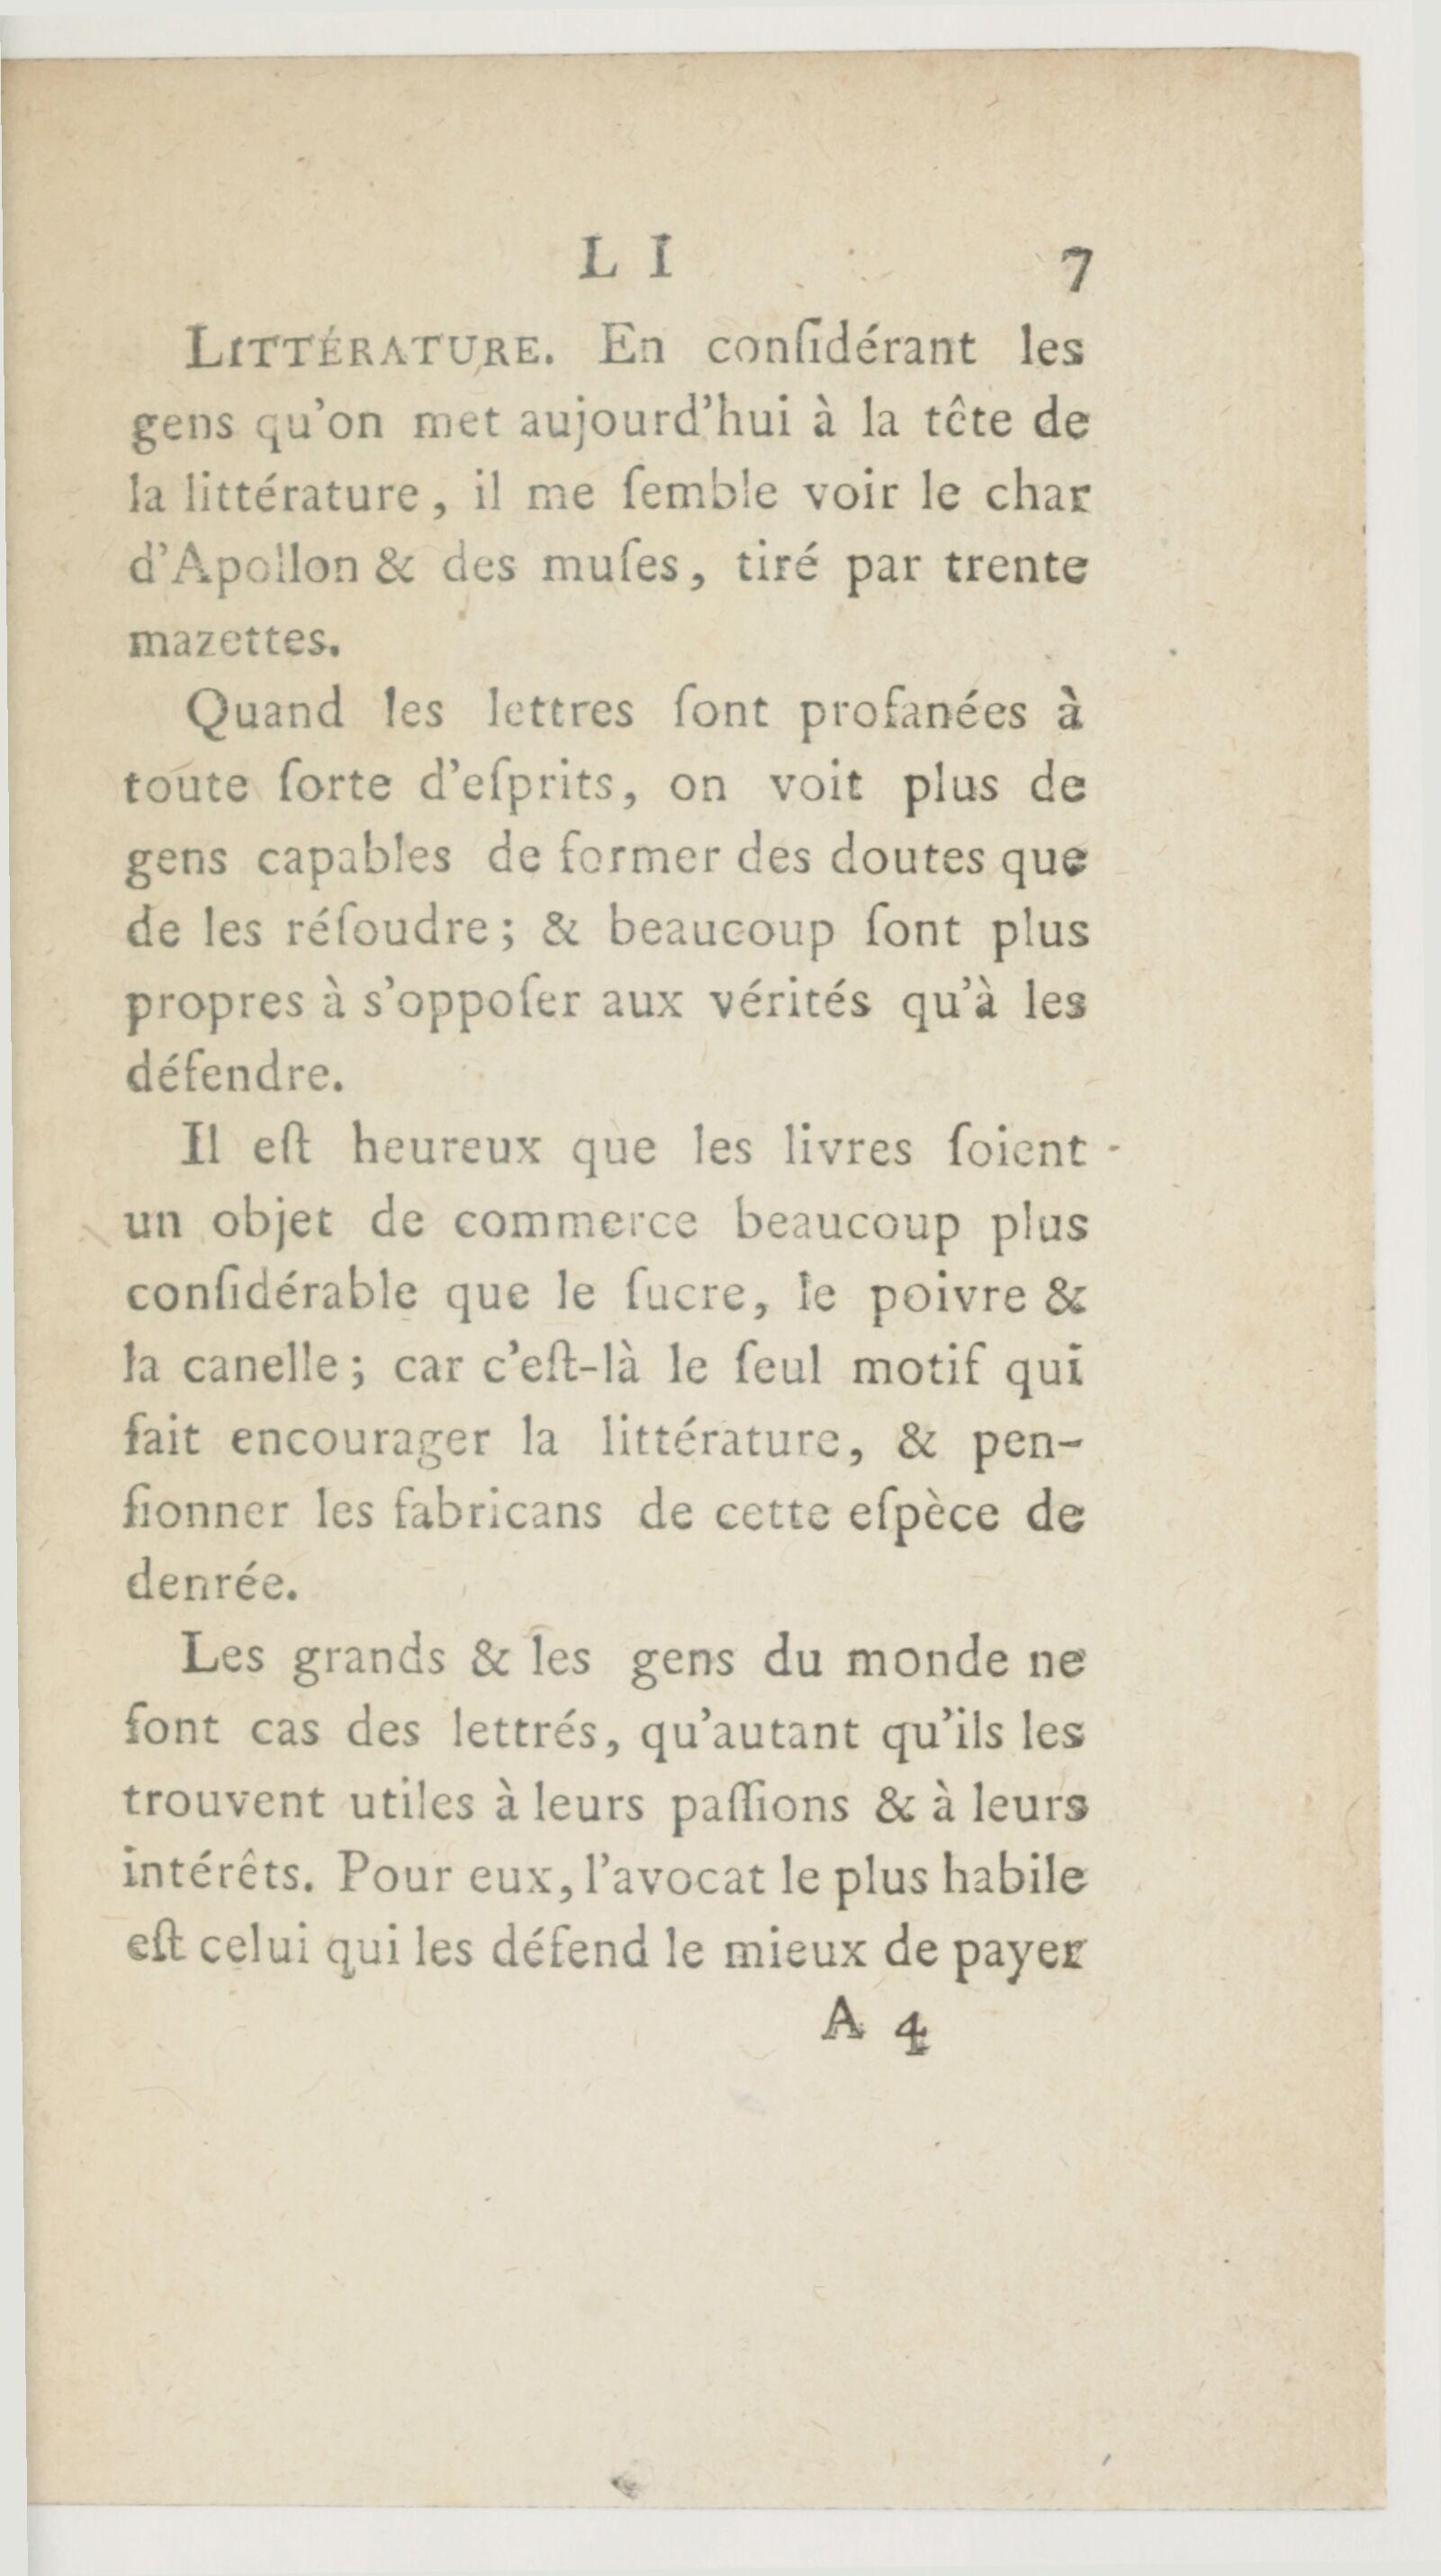 L I 7
LITTÉRATURE. En conſidérant les
gens qu'on met aujourd'hui à la tête de
la littérature, il me ſemble voir le char
d'Apollon & des muſes, tiré par trente
mazettes.
Quand les lettres ſont profanées à
toute ſorte d'eſprits, on voit plus de
gens capables de former des doutes que
de les réſoudre; & beaucoup ſont plus
propres à s'oppoſer aux vérités qu'à les
défendre.
Il eſt heureux que les livres ſoient
un objet de commerce beaucoup plus
conſidérable que le ſucre, le poivre &
la canelle; car c'eſt-là le ſeul motif qui
fait encourager la littérature, & pen-
ſionner les fabricans de cette eſpèce de
denrée.
Les grands & les gens du monde ne
font cas des lettrés, qu'autant qu'ils les
trouvent utiles à leurs paſſions & à leurs
intérêts. Pour eux, l'avocat le plus habile
eſt celui qui les défend le mieux de payer
A 4